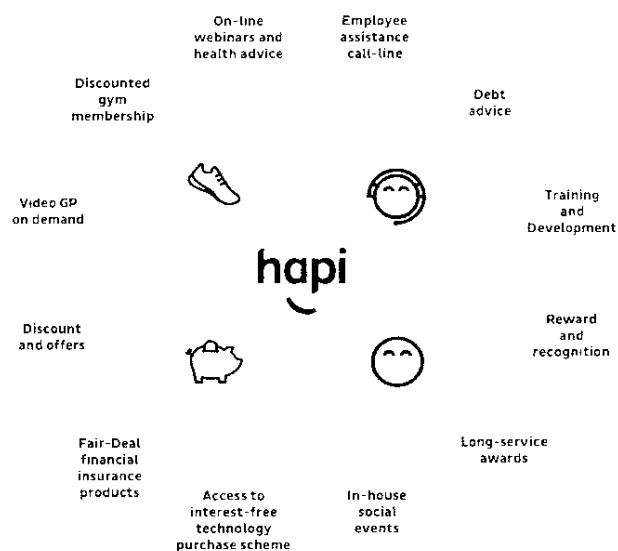 On-line
webinars and
health advice
Employee
assistance
call-line
Discounted
gym
membership
Debt
advice
Video GP
on demand
Training
and
Development
hapi
Discount
and offers
Reward
and
recognition
Fair-Deal
financial
insurance
products
Long-service
awards
Access to
interest-free
technology
purchase scheme
In-house
social
events